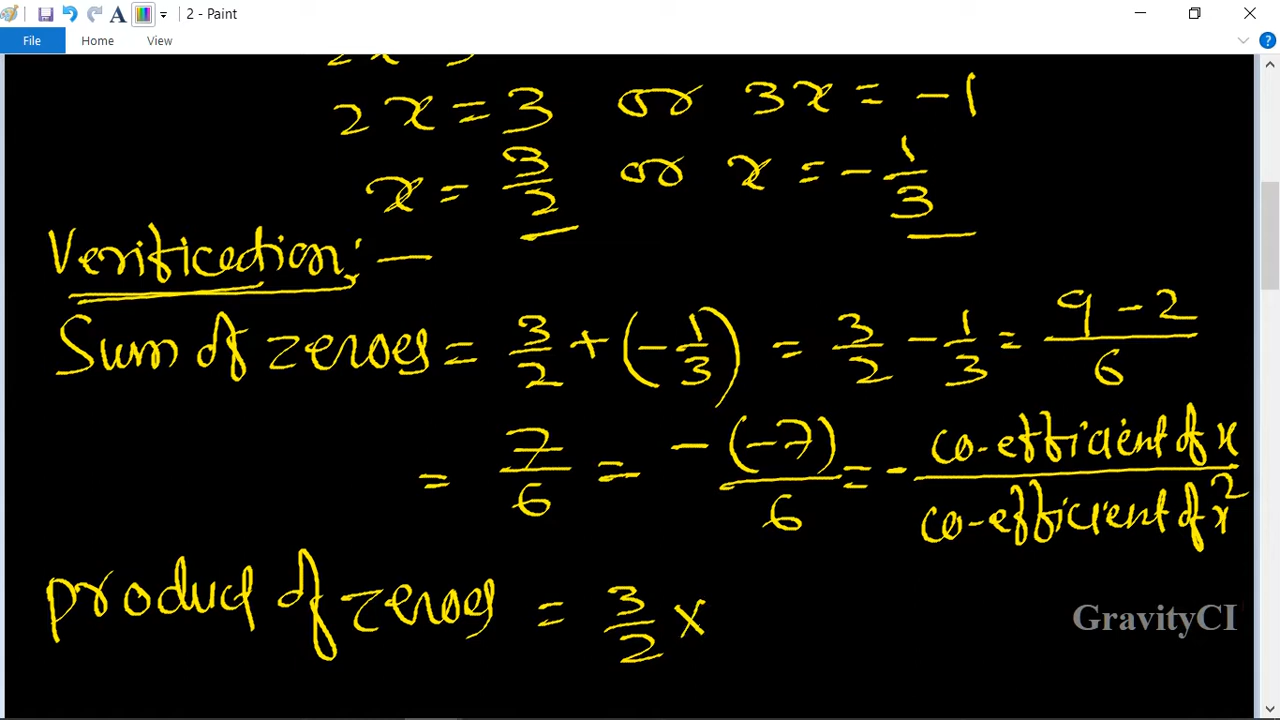 2 - Paint
File Home View
2x = 3 or 3x = -1
x = 3/2 or x = -1/3
Verification:—
Sum of zeroes = 3/2 + (-1/3) = 3/2 - 1/3 = 9-2/6
= 7/6 = -(-7)/6 = - co-efficient of x/co-efficient of x²
product of zeroes = 3/2 ×
GravityCI